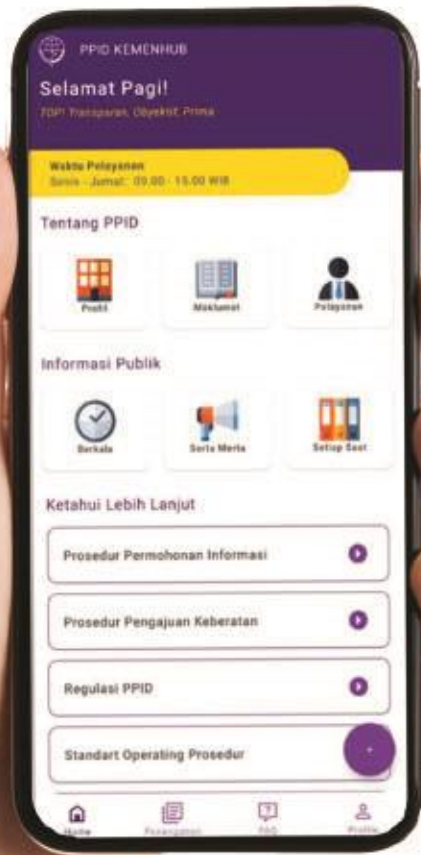 PPID KEMENHUB
Selamat Pagi!
TOP! Transparan, Obyektif, Prima
Waktu Pelayanan
Senin - Jumat: 09.00 - 15.00 WIB
Tentang PPID
Profil
Maklumat
Pelayanan
Informasi Publik
Berkala
Serta Merta
Setiap Saat
Ketahui Lebih Lanjut
Prosedur Permohonan Informasi
Prosedur Pengajuan Keberatan
Regulasi PPID
Standart Operating Prosedur
+
Home
FAQ
Profile